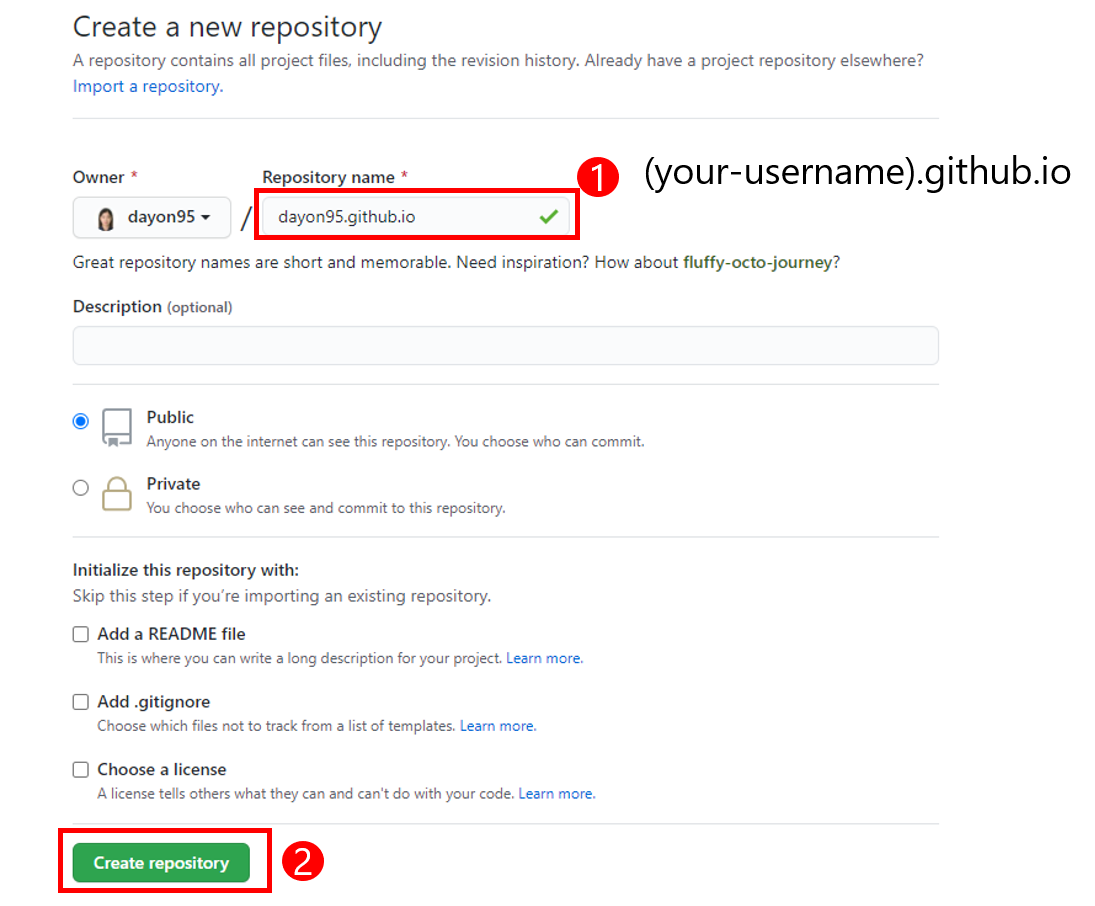 Create a new repository
A repository contains all project files, including the revision history. Already have a project repository elsewhere?
Import a repository.
Owner *
Repository name *
1
(your-username).github.io
dayon95
/
dayon95.github.io
Great repository names are short and memorable. Need inspiration? How about fluffy-octo-journey?
Description (optional)
Public
Anyone on the internet can see this repository. You choose who can commit.
Private
You choose who can see and commit to this repository.
Initialize this repository with:
Skip this step if you’re importing an existing repository.
Add a README file
This is where you can write a long description for your project. Learn more.
Add .gitignore
Choose which files not to track from a list of templates. Learn more.
Choose a license
A license tells others what they can and can't do with your code. Learn more.
Create repository
2